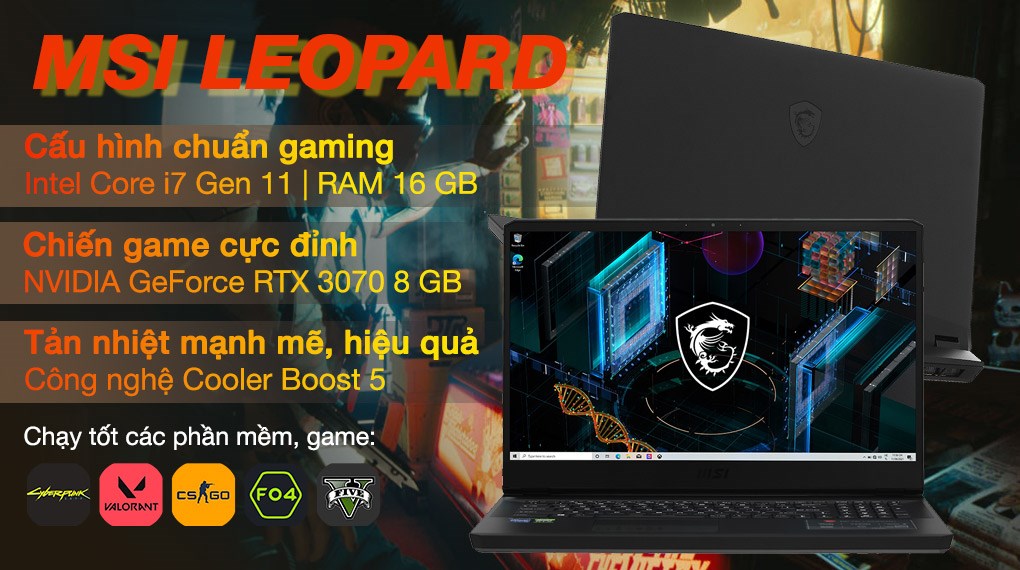 MSI LEOPARD
Cấu hình chuẩn gaming
Intel Core i7 Gen 11 | RAM 16 GB
Chiến game cực đỉnh
NVIDIA GeForce RTX 3070 8 GB
Tản nhiệt mạnh mẽ, hiệu quả
Công nghệ Cooler Boost 5
Chạy tốt các phần mềm, game:
CYBERPUNK
VALORANT
CS GO
FO4
V
FIVE
msi